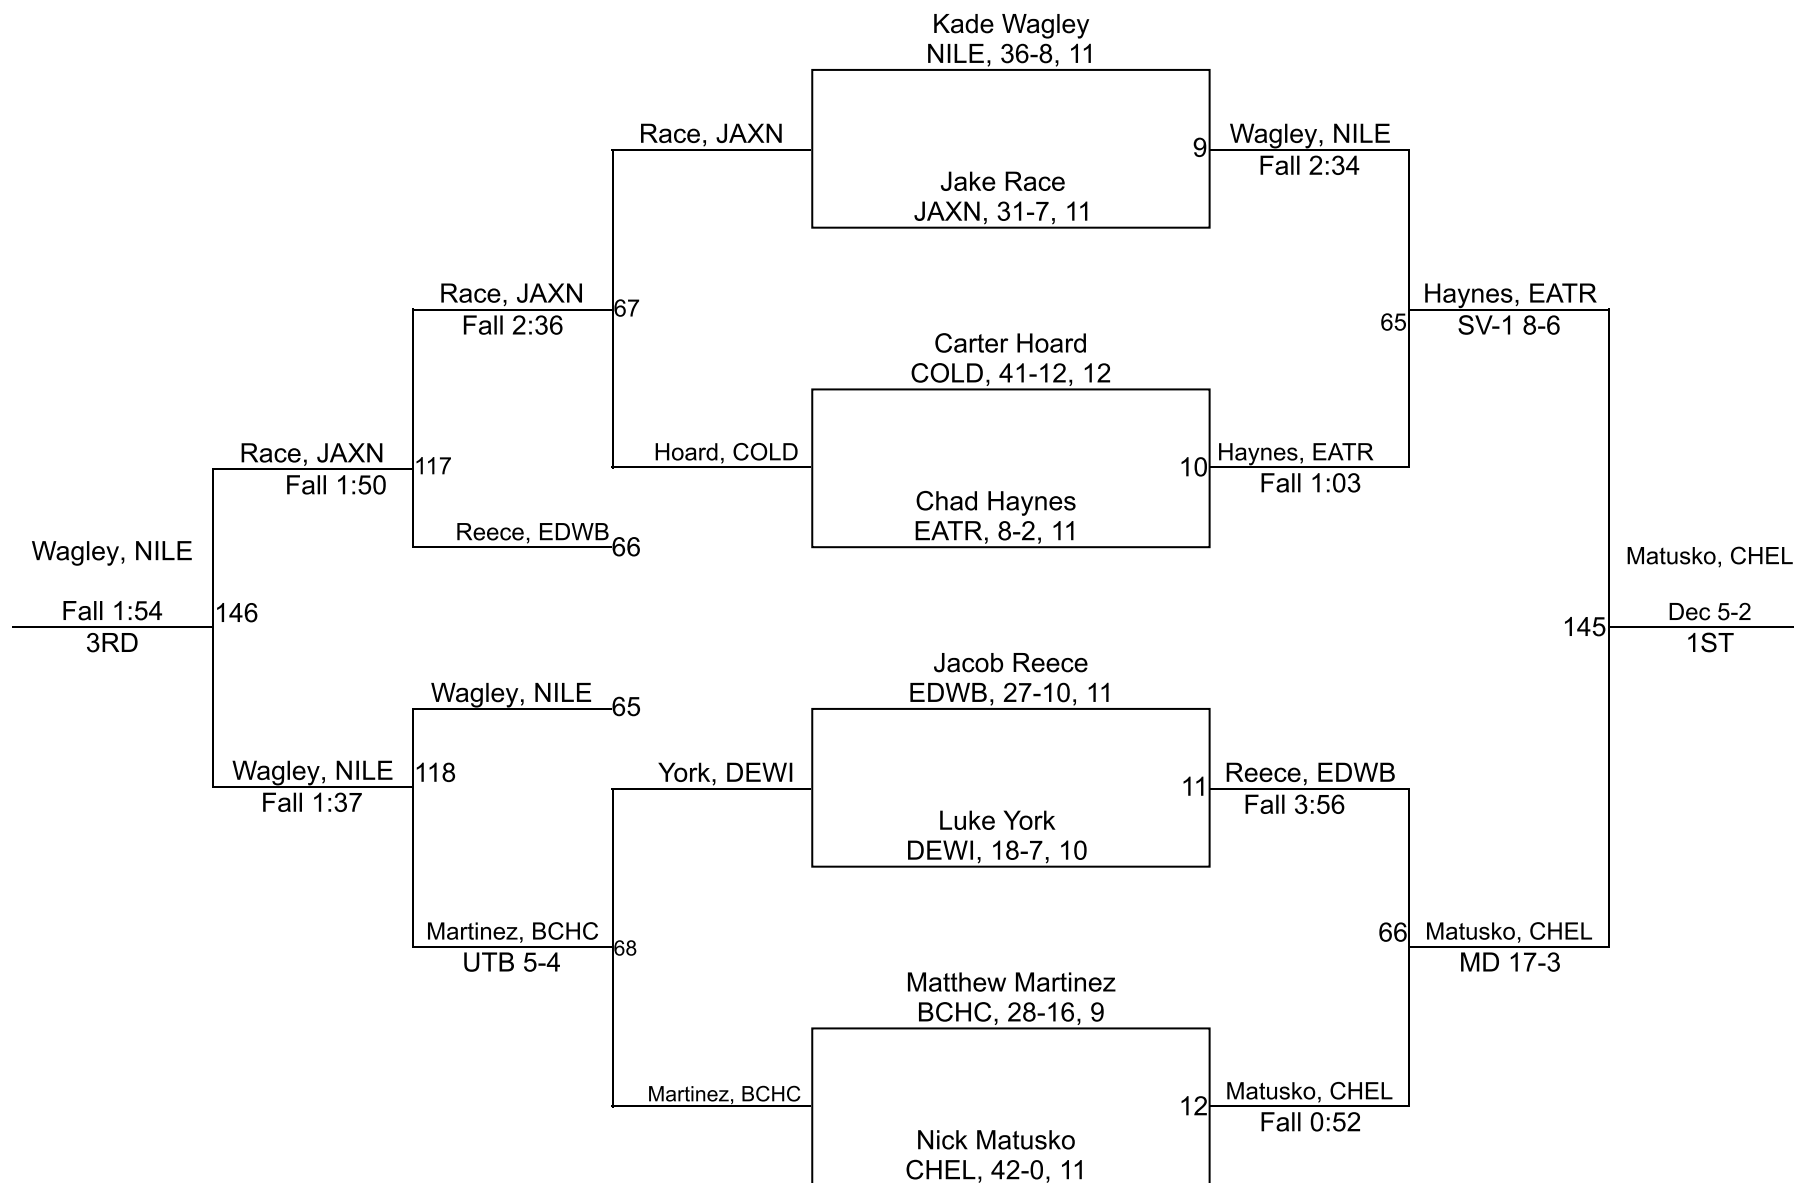 Kade Wagley
NILE, 36-8, 11
Race, JAXN
9
Wagley, NILE
Fall 2:34
Jake Race
JAXN, 31-7, 11
Race, JAXN
Fall 2:36
67
65
Haynes, EATR
SV-1 8-6
Carter Hoard
COLD, 41-12, 12
Race, JAXN
Fall 1:50
117
Hoard, COLD
10
Haynes, EATR
Fall 1:03
Chad Haynes
EATR, 8-2, 11
Reece, EDWB
66
Wagley, NILE
Fall 1:54
3RD
146
Matusko, CHEL
145
Dec 5-2
1ST
Jacob Reece
EDWB, 27-10, 11
Wagley, NILE
65
Wagley, NILE
Fall 1:37
118
York, DEWI
11
Reece, EDWB
Fall 3:56
Luke York
DEWI, 18-7, 10
Martinez, BCHC
UTB 5-4
68
66
Matusko, CHEL
MD 17-3
Matthew Martinez
BCHC, 28-16, 9
Martinez, BCHC
12
Matusko, CHEL
Fall 0:52
Nick Matusko
CHEL, 42-0, 11